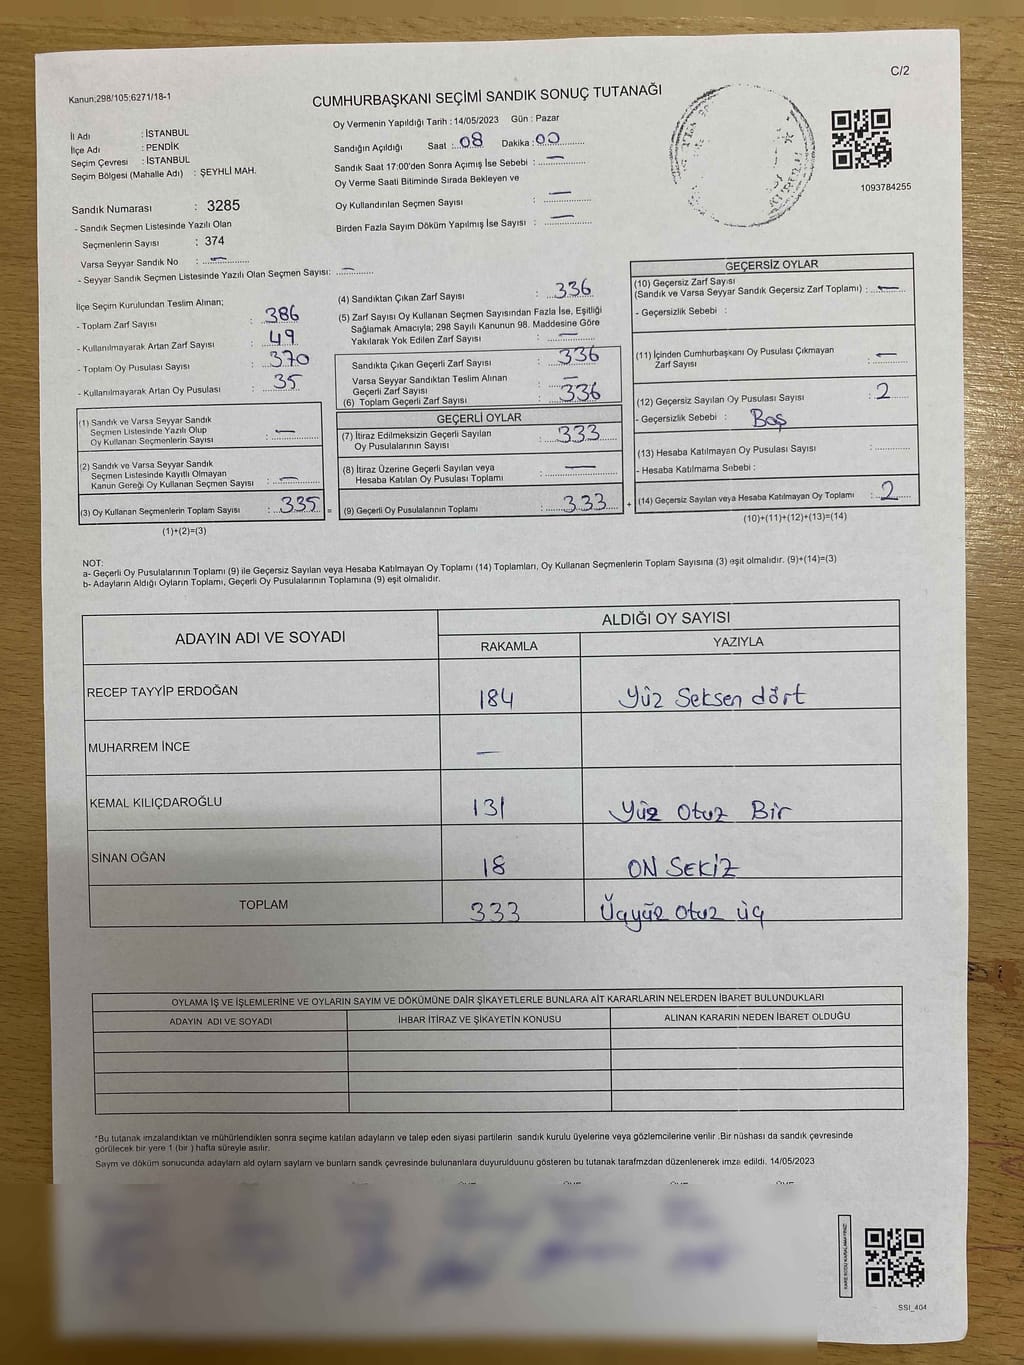 C/2
Kanun:298/105;6271/18-1
CUMHURBAŞKANI SEÇİMİ SANDIK SONUÇ TUTANAĞI
İl Adı : İSTANBUL
İlçe Adı : PENDİK
Seçim Çevresi : İSTANBUL
Seçim Bölgesi (Mahalle Adı) : ŞEYHLİ MAH.
Oy Vermenin Yapıldığı Tarih : 14/05/2023 Gün : Pazar
Sandığın Açıldığı Saat : 08 Dakika : 00
Sandık Saat 17:00'den Sonra Açımış İse Sebebi : —
Oy Verme Saati Bitiminde Sırada Bekleyen ve
Oy Kullandırılan Seçmen Sayısı : —
Birden Fazla Sayım Döküm Yapılmış İse Sayısı : —
1093784255
Sandık Numarası : 3285
- Sandık Seçmen Listesinde Yazılı Olan
Seçmenlerin Sayısı : 374
Varsa Seyyar Sandık No : —
- Seyyar Sandık Seçmen Listesinde Yazılı Olan Seçmen Sayısı: —
İlçe Seçim Kurulundan Teslim Alınan;
- Toplam Zarf Sayısı : 386
- Kullanılmayarak Artan Zarf Sayısı : 49
- Toplam Oy Pusulası Sayısı : 370
- Kullanılmayarak Artan Oy Pusulası : 35
(1) Sandık ve Varsa Seyyar Sandık
Seçmen Listesinde Yazılı Olup
Oy Kullanan Seçmenlerin Sayısı : —
(2) Sandık ve Varsa Seyyar Sandık
Seçmen Listesinde Kayıtlı Olmayan
Kanun Gereği Oy Kullanan Seçmen Sayısı : —
(3) Oy Kullanan Seçmenlerin Toplam Sayısı : 335 =
(1)+(2)=(3)
(4) Sandıktan Çıkan Zarf Sayısı : 336
(5) Zarf Sayısı Oy Kullanan Seçmen Sayısından Fazla İse, Eşitliği
Sağlamak Amacıyla; 298 Sayılı Kanunun 98. Maddesine Göre
Yakılarak Yok Edilen Zarf Sayısı : —
Sandıkta Çıkan Geçerli Zarf Sayısı : 336
Varsa Seyyar Sandıktan Teslim Alınan
Geçerli Zarf Sayısı : —
(6) Toplam Geçerli Zarf Sayısı : 336
GEÇERLİ OYLAR
(7) İtiraz Edilmeksizin Geçerli Sayılan
Oy Pusulalarının Sayısı : 333
(8) İtiraz Üzerine Geçerli Sayılan veya
Hesaba Katılan Oy Pusulası Toplamı : —
(9) Geçerli Oy Pusulalarının Toplamı : 333 +
GEÇERSİZ OYLAR
(10) Geçersiz Zarf Sayısı
(Sandık ve Varsa Seyyar Sandık Geçersiz Zarf Toplamı) : —
- Geçersizlik Sebebi :
(11) İçinden Cumhurbaşkanı Oy Pusulası Çıkmayan
Zarf Sayısı : —
(12) Geçersiz Sayılan Oy Pusulası Sayısı : 2
- Geçersizlik Sebebi : Boş
(13) Hesaba Katılmayan Oy Pusulası Sayısı :
- Hesaba Katılmama Sebebi :
(14) Geçersiz Sayılan veya Hesaba Katılmayan Oy Toplamı : 2
(10)+(11)+(12)+(13)=(14)
NOT:
a- Geçerli Oy Pusulalarının Toplamı (9) ile Geçersiz Sayılan veya Hesaba Katılmayan Oy Toplamı (14) Toplamları, Oy Kullanan Seçmenlerin Toplam Sayısına (3) eşit olmalıdır. (9)+(14)=(3)
b- Adayların Aldığı Oyların Toplamı, Geçerli Oy Pusulalarının Toplamına (9) eşit olmalıdır.
ADAYIN ADI VE SOYADI ALDIĞI OY SAYISI
RAKAMLA YAZIYLA
RECEP TAYYİP ERDOĞAN 184 Yüz Seksen dört
MUHARREM İNCE —
KEMAL KILIÇDAROĞLU 131 Yüz Otuz Bir
SİNAN OĞAN 18 ON SEKİZ
TOPLAM 333 Üçyüz Otuz üç
OYLAMA İŞ VE İŞLEMLERİNE VE OYLARIN SAYIM VE DÖKÜMÜNE DAİR ŞİKAYETLERLE BUNLARA AİT KARARLARIN NELERDEN İBARET BULUNDUKLARI
ADAYIN ADI VE SOYADI İHBAR İTİRAZ VE ŞİKAYETİN KONUSU ALINAN KARARIN NEDEN İBARET OLDUĞU
*Bu tutanak imzalandıktan ve mühürlendikten sonra seçime katılan adayların ve talep eden siyasi partilerin sandık kurulu üyelerine veya gözlemcilerine verilir .Bir nüshası da sandık çevresinde
görülecek bir yere 1 (bir ) hafta süreyle asılır.
Sayım ve döküm sonucunda adayların ald oyların sayların ve bunların sandk çevresinde bulunanlara duyurulduunu gösteren bu tutanak tarafmzdan düzenlenerek imza edildi. 14/05/2023
SSI_404